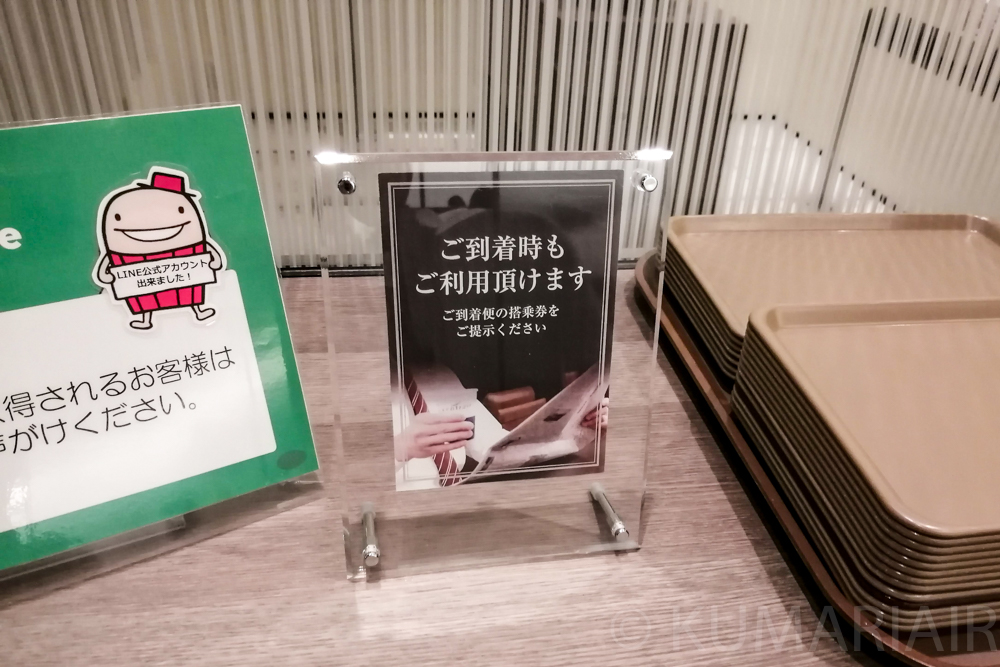 e
LINE公式アカウント
出来ました！
得されるお客様は
がけください。
ご到着時も
ご利用頂けます
ご到着便の搭乗券を
ご提示ください
© KUMARIAIR